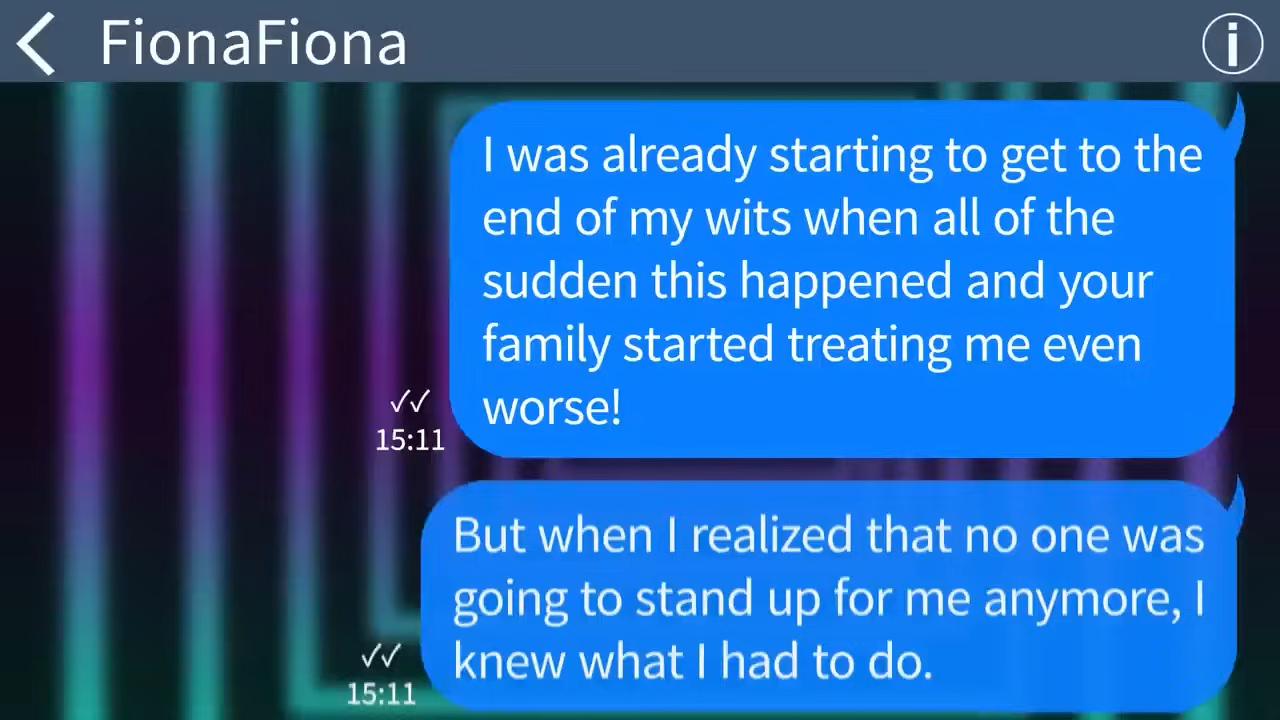 FionaFiona
I was already starting to get to the
end of my wits when all of the
sudden this happened and your
family started treating me even
worse!
✓✓
15:11
But when I realized that no one was
going to stand up for me anymore, I
knew what I had to do.
✓✓
15:11